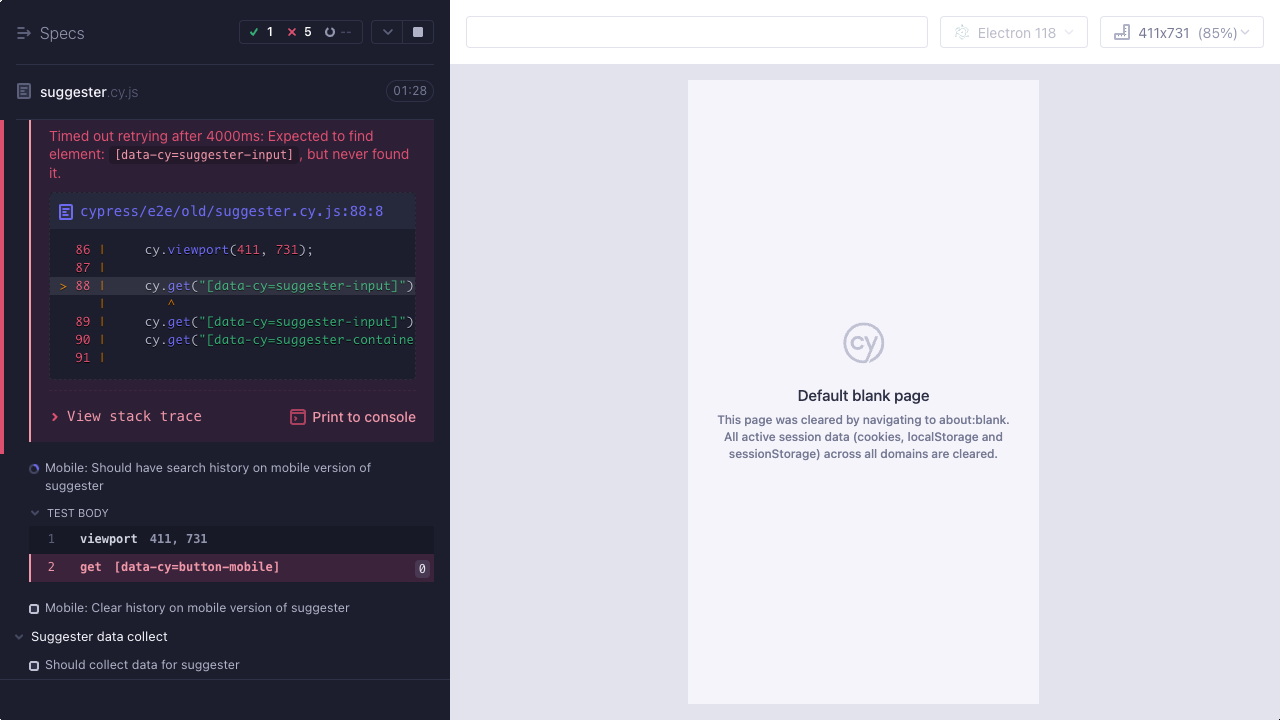 Specs
1 5 --
suggester.cy.js 01:28
Timed out retrying after 4000ms: Expected to find
element: [data-cy=suggester-input], but never found
it.
cypress/e2e/old/suggester.cy.js:88:8
86 | cy.viewport(411, 731);
87 |
> 88 | cy.get("[data-cy=suggester-input]")
| ^
89 | cy.get("[data-cy=suggester-input]")
90 | cy.get("[data-cy=suggester-containe
91 |
View stack trace
Print to console
Mobile: Should have search history on mobile version of
suggester
TEST BODY
1 viewport 411, 731
2 get [data-cy=button-mobile] 0
Mobile: Clear history on mobile version of suggester
Suggester data collect
Should collect data for suggester
Electron 118
411x731 (85%)
cy
Default blank page
This page was cleared by navigating to about:blank.
All active session data (cookies, localStorage and
sessionStorage) across all domains are cleared.